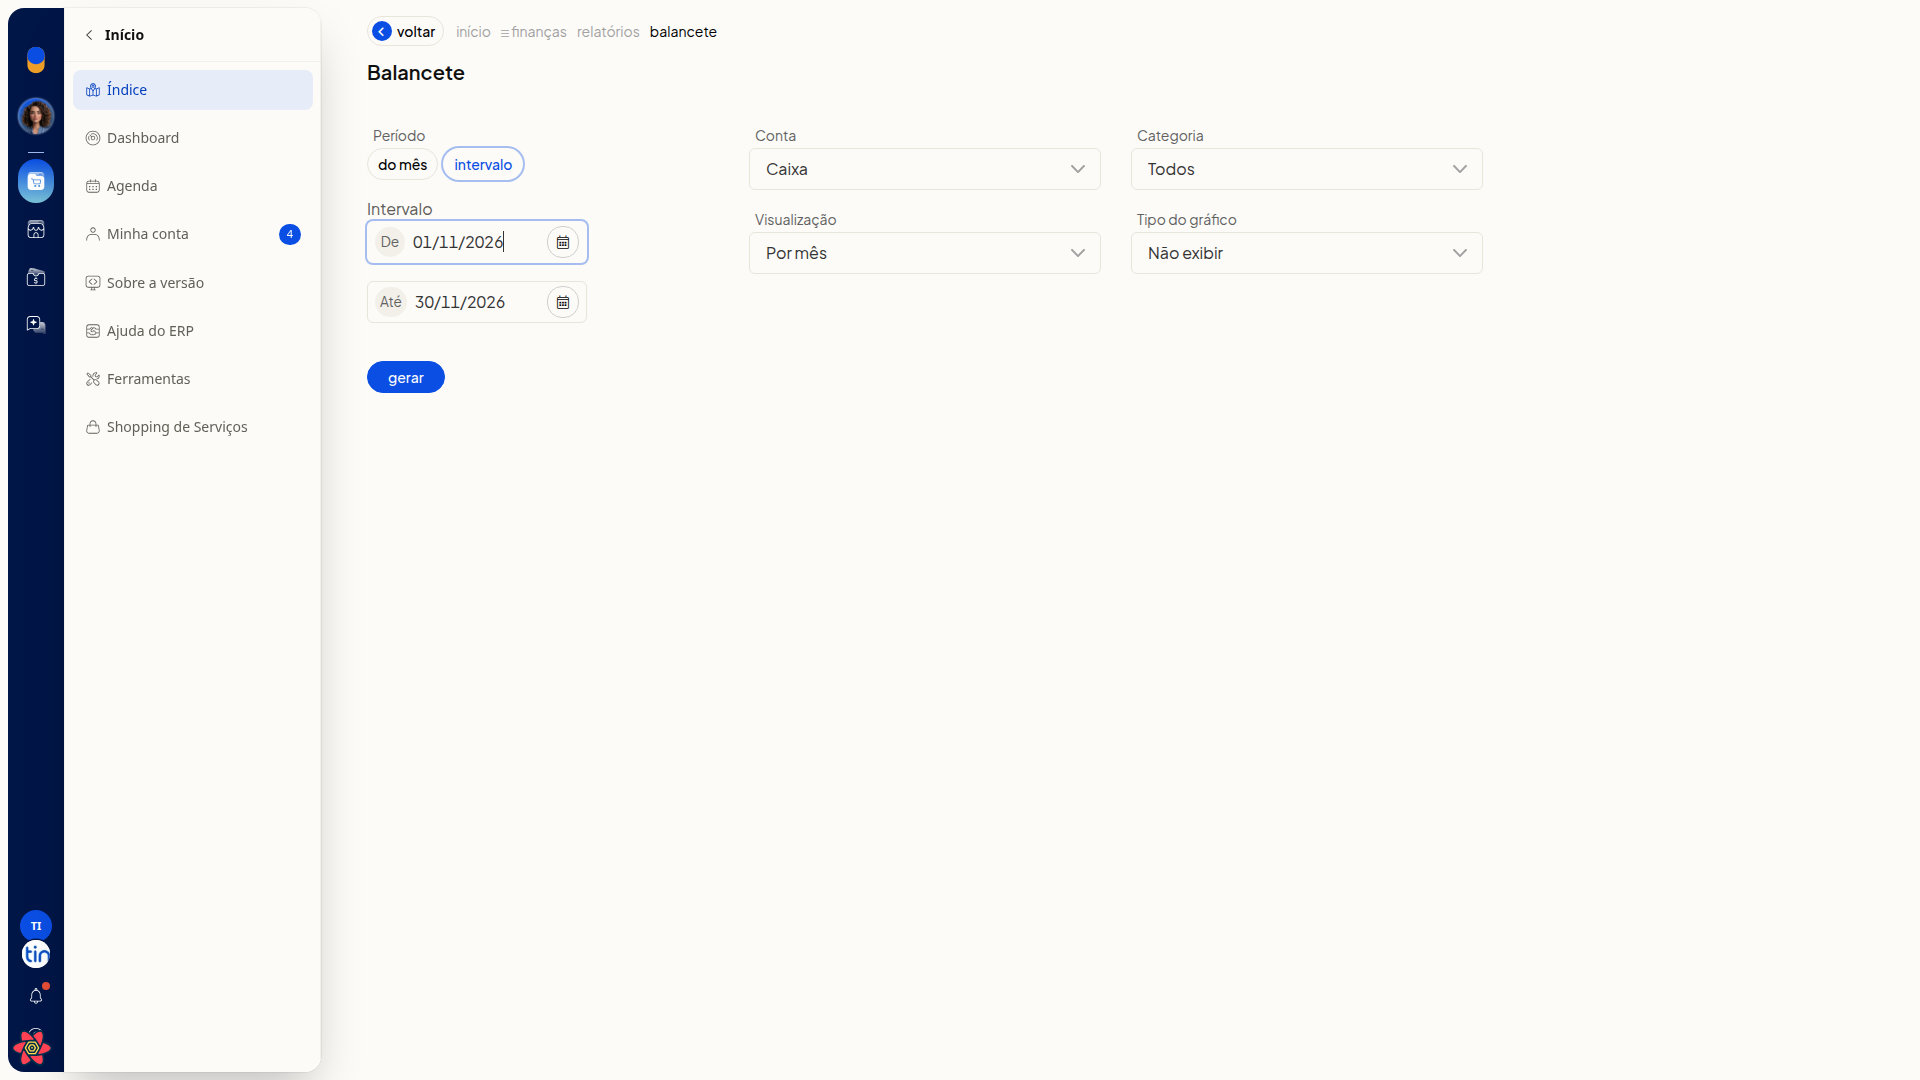 Início
Índice
Dashboard
Agenda
Minha conta
4
Sobre a versão
Ajuda do ERP
Ferramentas
Shopping de Serviços
TI
tin
voltar
início
finanças
relatórios
balancete
Balancete
Período
do mês
intervalo
Intervalo
De
01/11/2026
Até
30/11/2026
Conta
Caixa
Categoria
Todos
Visualização
Por mês
Tipo do gráfico
Não exibir
gerar